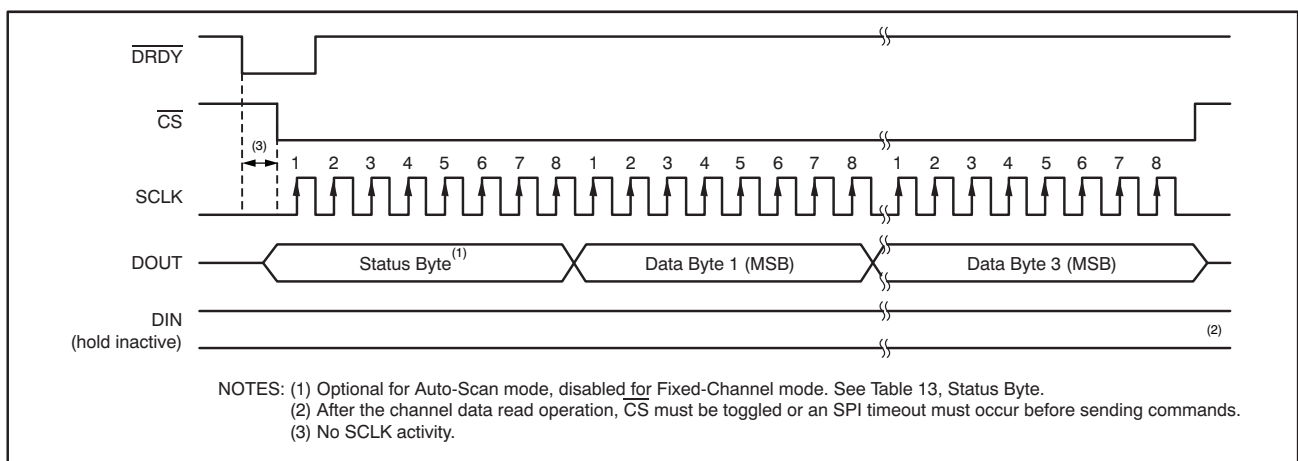 DRDY
CS
(3)
1 2 3 4 5 6 7 8 1 2 3 4 5 6 7 8 1 2 3 4 5 6 7 8
SCLK
DOUT Status Byte(1) Data Byte 1 (MSB) Data Byte 3 (MSB)
DIN
(hold inactive)
(2)
NOTES: (1) Optional for Auto-Scan mode, disabled for Fixed-Channel mode. See Table 13, Status Byte.
(2) After the channel data read operation, CS must be toggled or an SPI timeout must occur before sending commands.
(3) No SCLK activity.